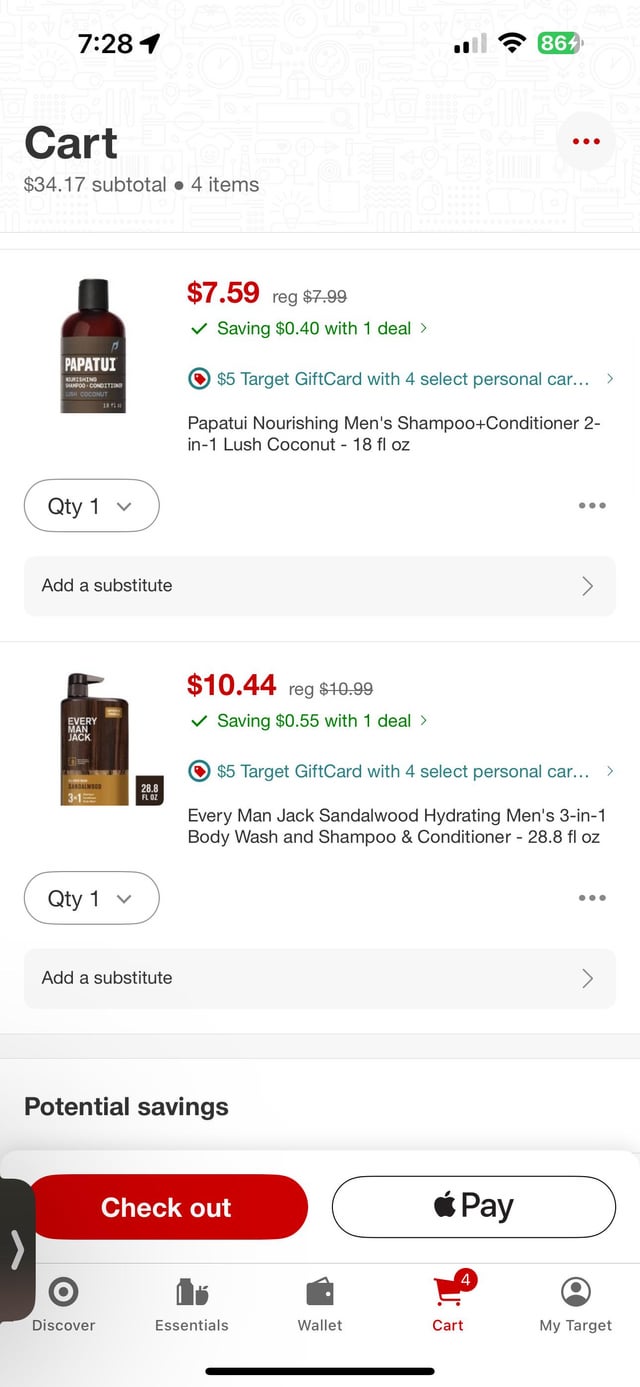 7:28
86
Cart
$34.17 subtotal • 4 items
$7.59 reg $7.99
Saving $0.40 with 1 deal >
$5 Target GiftCard with 4 select personal car... >
PAPATUI
NOURISHING
SHAMPOO+CONDITIONER
LUSH COCONUT
18 fl oz
Papatui Nourishing Men's Shampoo+Conditioner 2-
in-1 Lush Coconut - 18 fl oz
Qty 1
Add a substitute
$10.44 reg $10.99
Saving $0.55 with 1 deal >
$5 Target GiftCard with 4 select personal car... >
EVERY
MAN
JACK
SANDALWOOD
3=1
28.8
FL OZ
Every Man Jack Sandalwood Hydrating Men's 3-in-1
Body Wash and Shampoo & Conditioner - 28.8 fl oz
Qty 1
Add a substitute
Potential savings
Check out
Pay
4
Discover
Essentials
Wallet
Cart
My Target